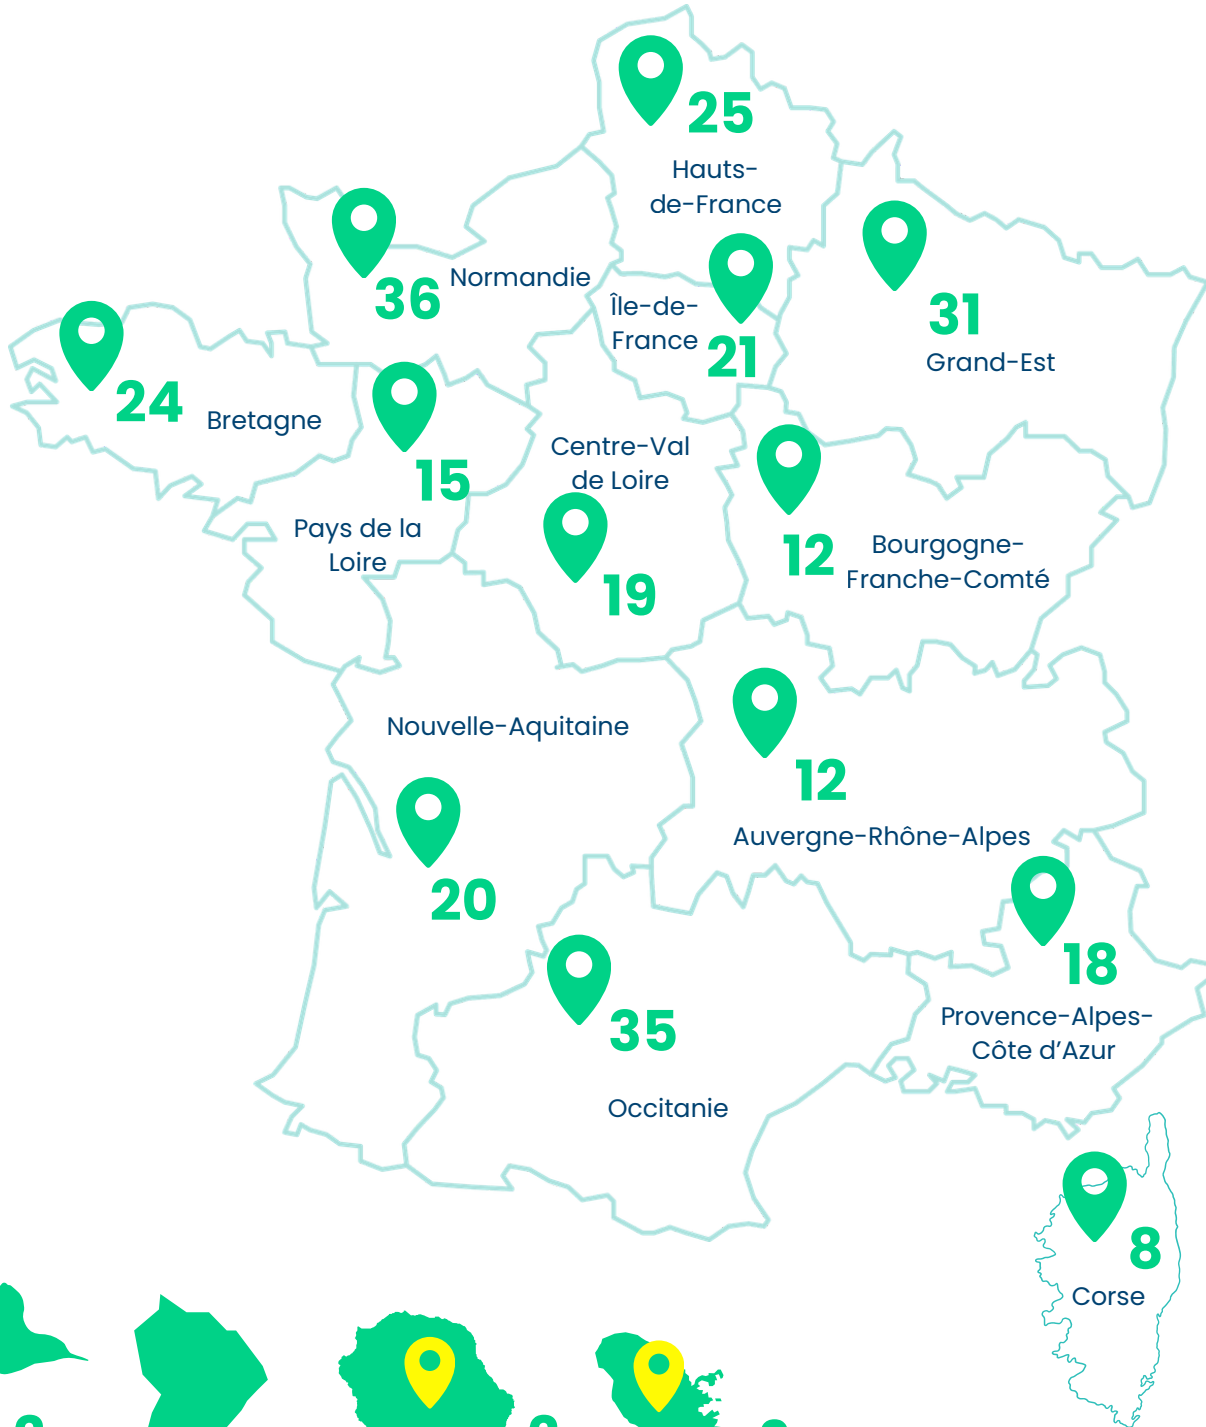 25
Hauts-
de-France
36
Normandie
Île-de-
France
21
31
Grand-Est
24
Bretagne
15
Pays de la
Loire
Centre-Val
de Loire
19
12
Bourgogne-
Franche-Comté
Nouvelle-Aquitaine
20
12
Auvergne-Rhône-Alpes
18
Provence-Alpes-
Côte d’Azur
35
Occitanie
8
Corse